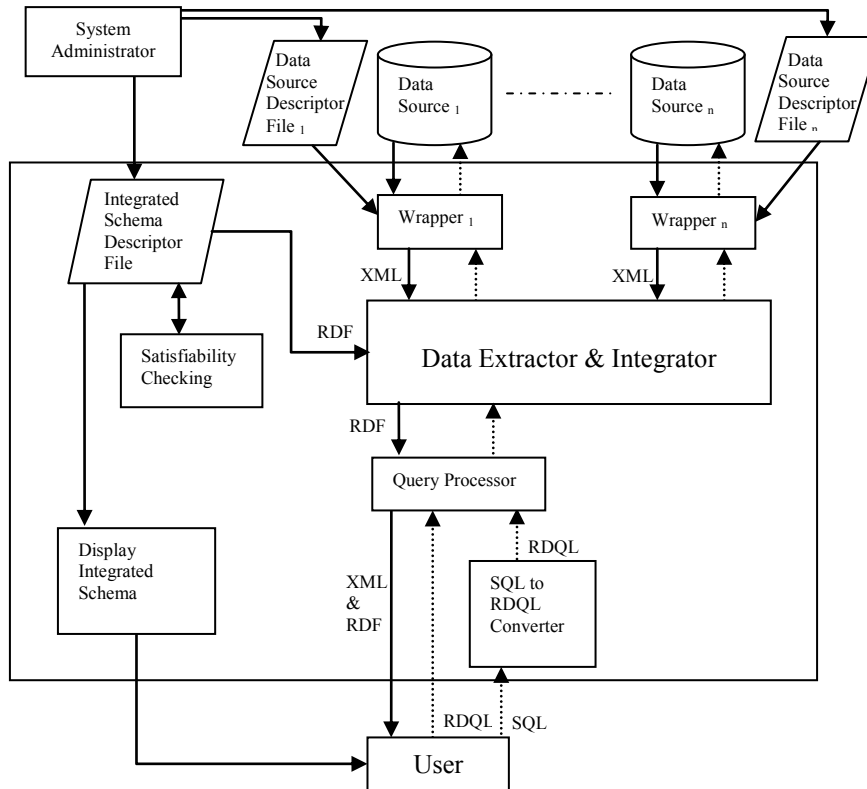 System
Administrator
Data
Source
Descriptor
File 1
Data
Source 1
Data
Source n
Data
Source
Descriptor
File n
Integrated
Schema
Descriptor
File
Wrapper 1
Wrapper n
XML
XML
RDF
Satisfiability
Checking
Data Extractor & Integrator
RDF
Query Processor
RDQL
Display
Integrated
Schema
XML
&
RDF
SQL to
RDQL
Converter
RDQL
SQL
User